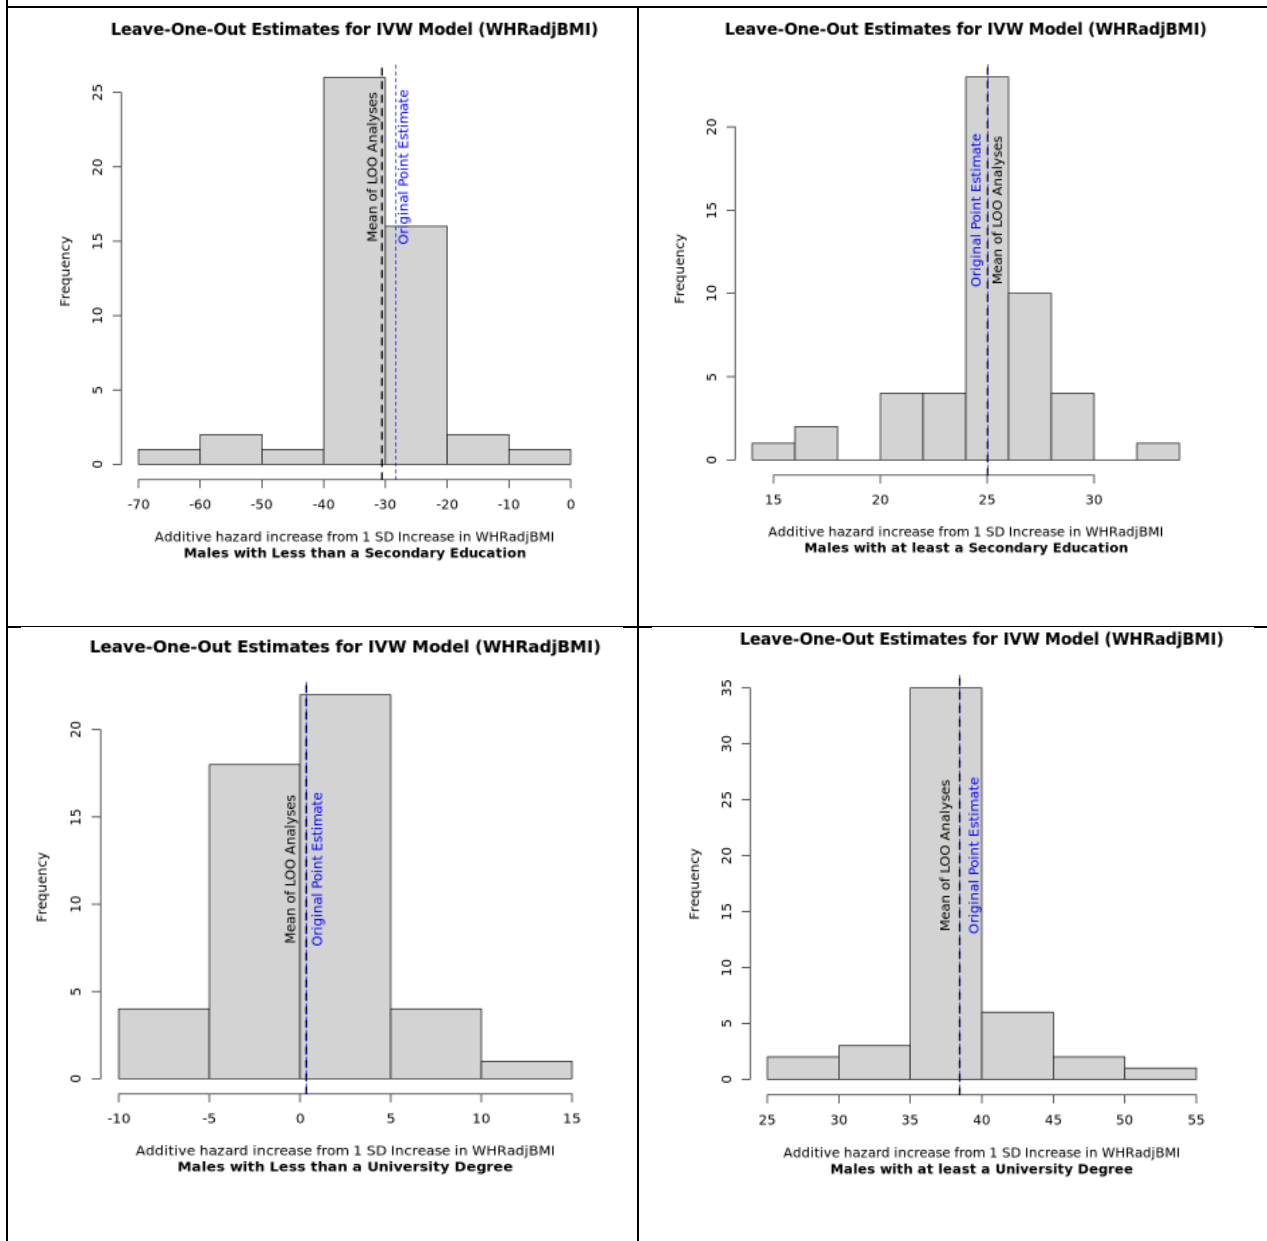 Leave-One-Out Estimates for IVW Model (WHRadjBMI)
Frequency
25
20
15
10
5
0
Mean of LOO Analyses
Original Point Estimate
-70 -60 -50 -40 -30 -20 -10 0
Additive hazard increase from 1 SD Increase in WHRadjBMI
Males with Less than a Secondary Education
Leave-One-Out Estimates for IVW Model (WHRadjBMI)
Frequency
20
15
10
5
0
Original Point Estimate
Mean of LOO Analyses
15 20 25 30
Additive hazard increase from 1 SD Increase in WHRadjBMI
Males with at least a Secondary Education
Leave-One-Out Estimates for IVW Model (WHRadjBMI)
Frequency
20
15
10
5
0
Mean of LOO Analyses
Original Point Estimate
-10 -5 0 5 10 15
Additive hazard increase from 1 SD Increase in WHRadjBMI
Males with Less than a University Degree
Leave-One-Out Estimates for IVW Model (WHRadjBMI)
Frequency
35
30
25
20
15
10
5
0
Mean of LOO Analyses
Original Point Estimate
25 30 35 40 45 50 55
Additive hazard increase from 1 SD Increase in WHRadjBMI
Males with at least a University Degree